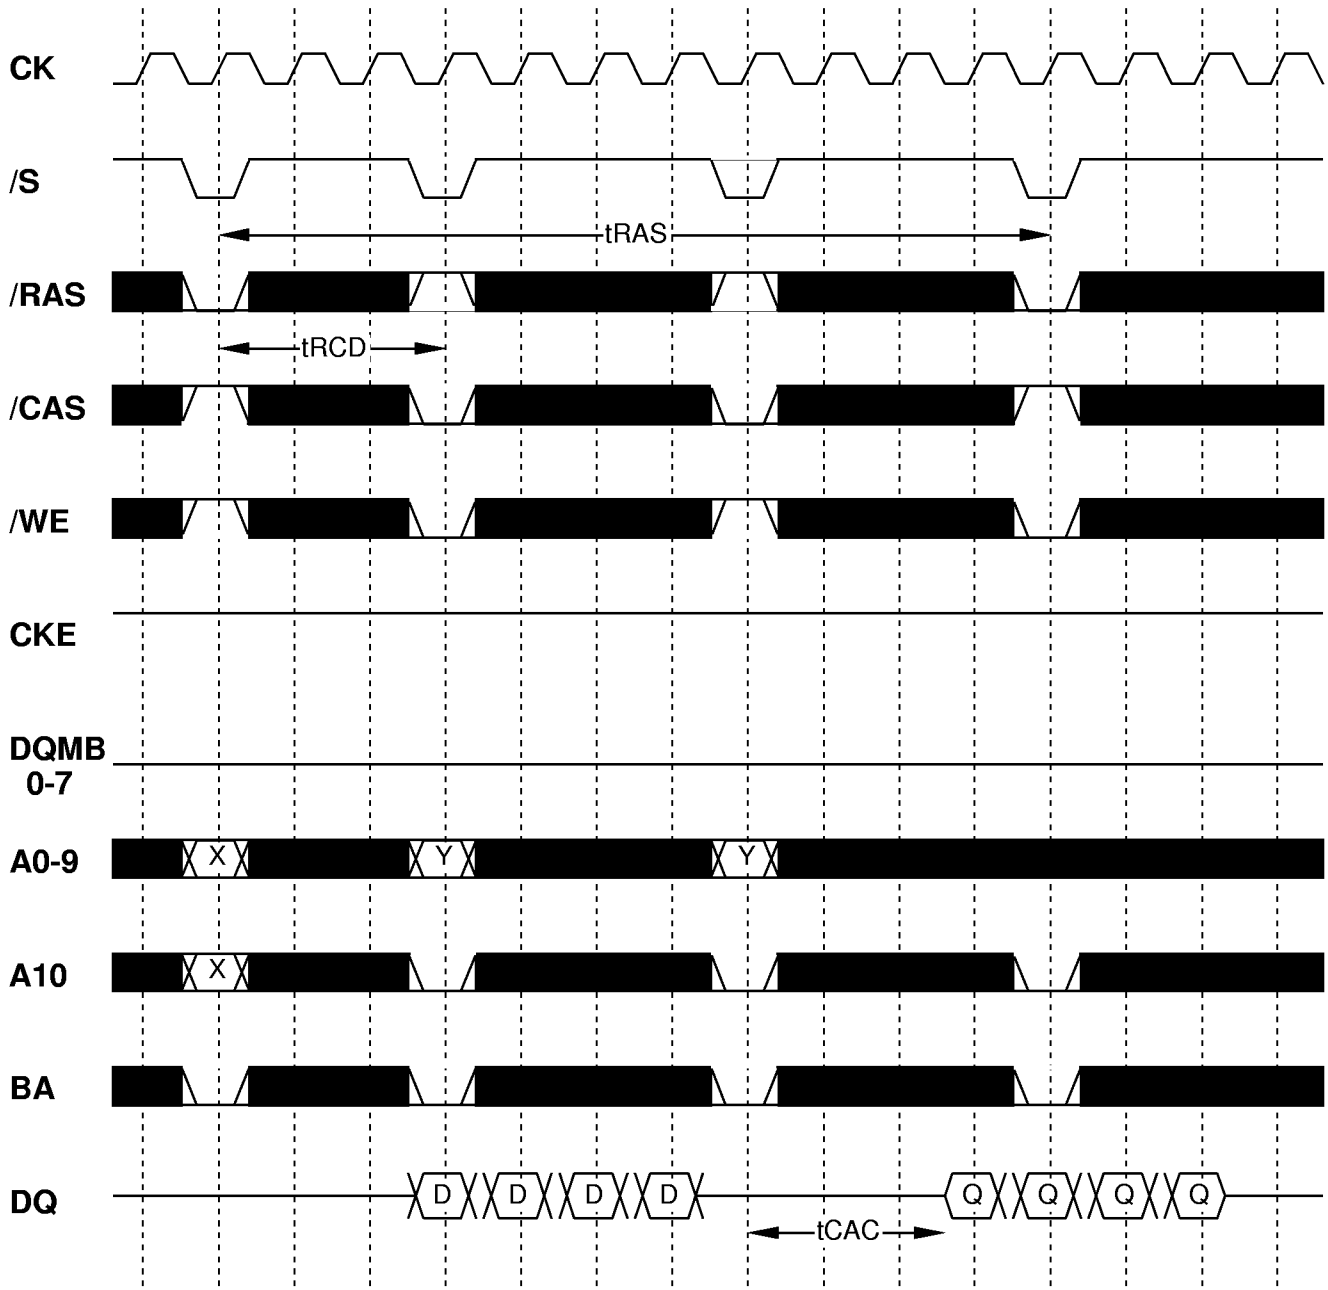 CK
/S
tRAS
/RAS
tRCD
/CAS
/WE
CKE
DQMB
0-7
A0-9 X Y Y
A10 X
BA
DQ D D D D Q Q Q Q
tCAC